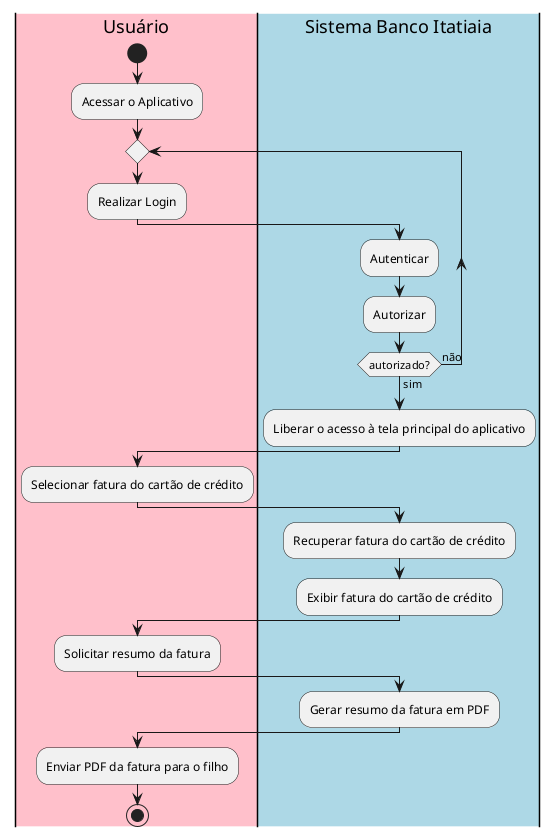 Usuário
Sistema Banco Itatiaia
Acessar o Aplicativo
Realizar Login
Autenticar
Autorizar
autorizado?
não
sim
Liberar o acesso à tela principal do aplicativo
Selecionar fatura do cartão de crédito
Recuperar fatura do cartão de crédito
Exibir fatura do cartão de crédito
Solicitar resumo da fatura
Gerar resumo da fatura em PDF
Enviar PDF da fatura para o filho